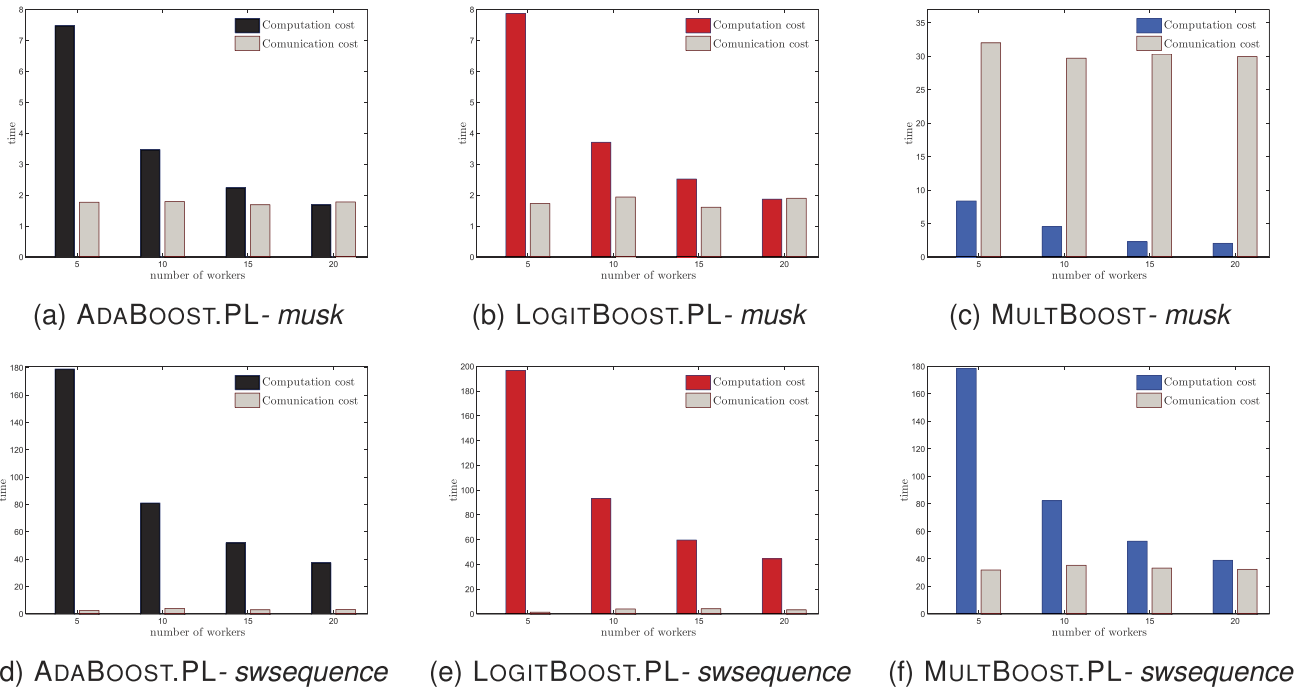 8
7
6
5
4
3
2
1
0
time
Computation cost
Comunication cost
5 10 15 20
number of workers
(a) ADABOOST.PL- musk
8
7
6
5
4
3
2
1
0
time
Computation cost
Comunication cost
5 10 15 20
number of workers
(b) LOGITBOOST.PL- musk
35
30
25
20
15
10
5
0
time
Computation cost
Comunication cost
5 10 15 20
number of workers
(c) MULTBOOST- musk
180
160
140
120
100
80
60
40
20
0
time
Computation cost
Comunication cost
5 10 15 20
number of workers
d) ADABOOST.PL- swsequence
200
180
160
140
120
100
80
60
40
20
0
time
Computation cost
Comunication cost
5 10 15 20
number of workers
(e) LOGITBOOST.PL- swsequence
180
160
140
120
100
80
60
40
20
0
time
Computation cost
Comunication cost
5 10 15 20
number of workers
(f) MULTBOOST.PL- swsequence